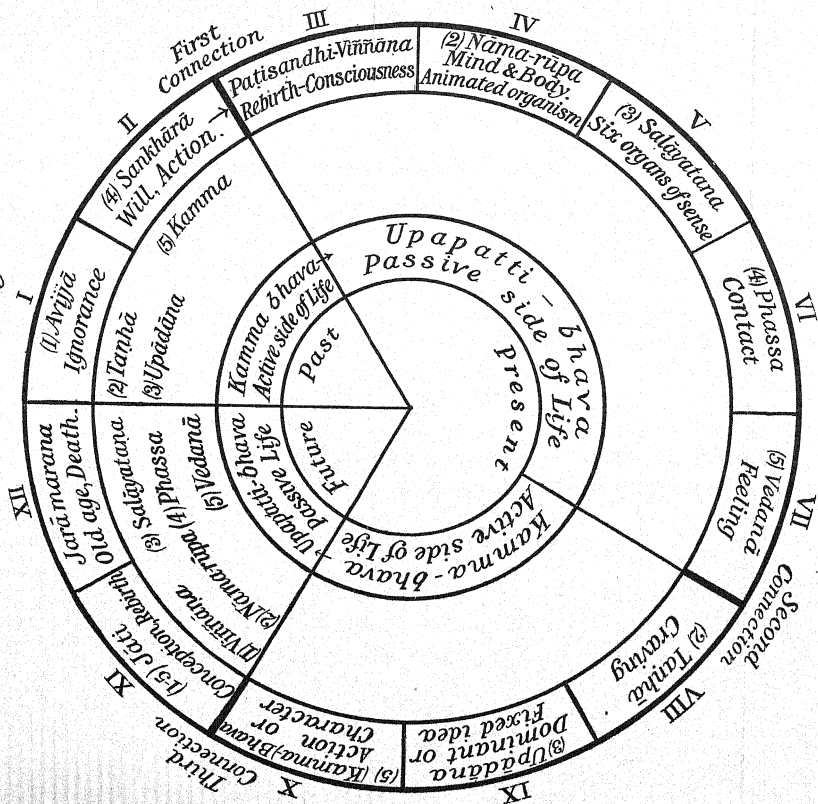 I
(1) Avijjā
Ignorance
II
(4) Sankhārā
Will, Action.
First
Connection
III
Paṭisandhi-Viññāna
Rebirth-Consciousness
IV
(2) Nāma-rūpa
Mind & Body.
Animated organism
V
(3) Saḷāyatana
Six organs of sense
VI
(4) Phassa
Contact
VII
(5) Vedanā
Feeling
Second
Connection
VIII
(2) Taṇhā
Craving
IX
(3) Upādāna
Dominant or
Fixed idea
X
(5) (Kamma-) Bhava
Action or
Character
Third
Connection
XI
(1-5) Jati
Conception, Rebirth
XII
Jarā marana
Old age, Death.
(2) Taṇhā
(3) Upādāna
(5) Kamma
(1) Viññāṇa
(2) Nāma-rūpa
(3) Saḷāyatana
(4) Phassa
(5) Vedanā
Kamma bhava
Active side of Life
Upapatti - bhava
Passive side of Life
Kamma - bhava
Active side of Life
Upapatti-bhava
Passive Life
Past
Present
Future